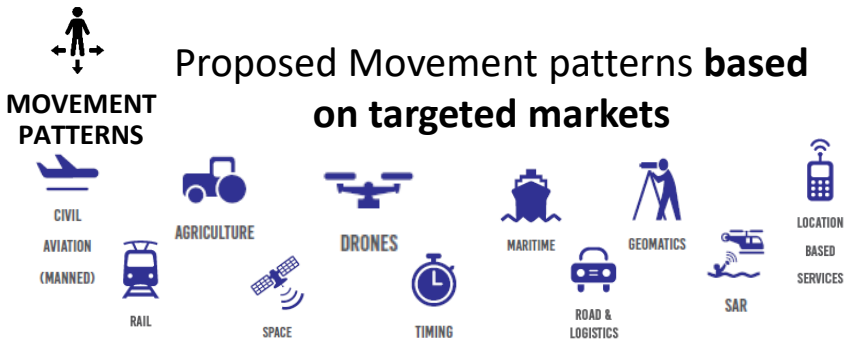 MOVEMENT
PATTERNS
Proposed Movement patterns based
on targeted markets
CIVIL
AVIATION
(MANNED)
RAIL
AGRICULTURE
SPACE
DRONES
TIMING
MARITIME
ROAD &
LOGISTICS
GEOMATICS
SAR
LOCATION
BASED
SERVICES